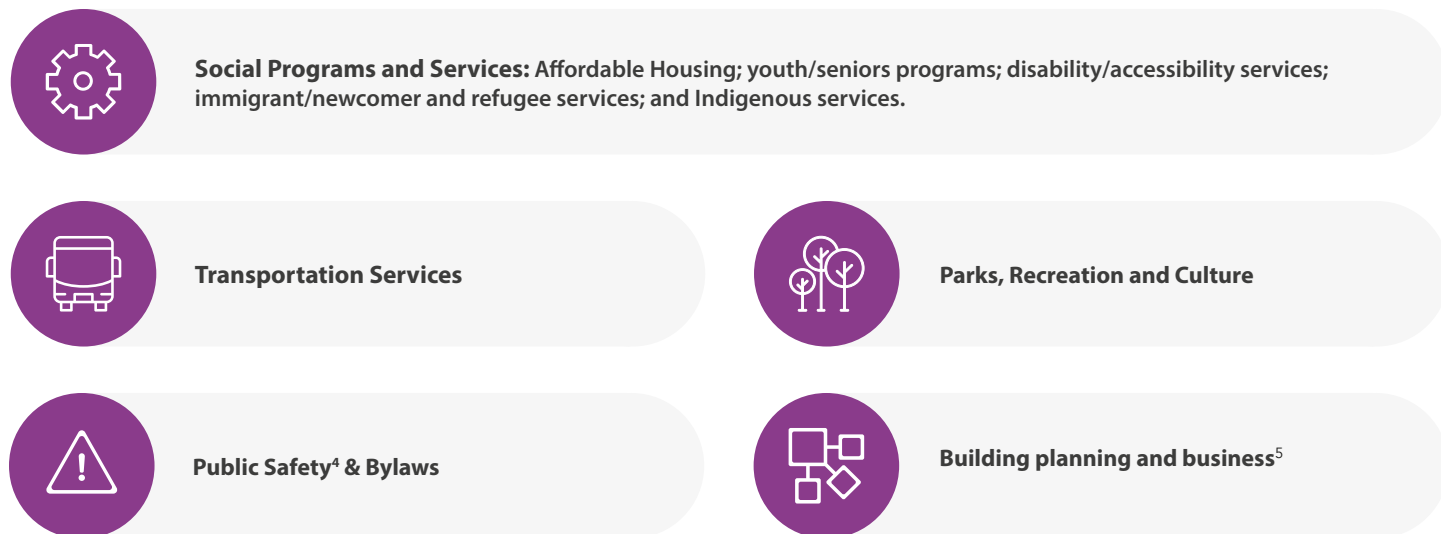 Social Programs and Services: Affordable Housing; youth/seniors programs; disability/accessibility services;
immigrant/newcomer and refugee services; and Indigenous services.
Transportation Services
Parks, Recreation and Culture
Public Safety⁴ & Bylaws
Building planning and business⁵